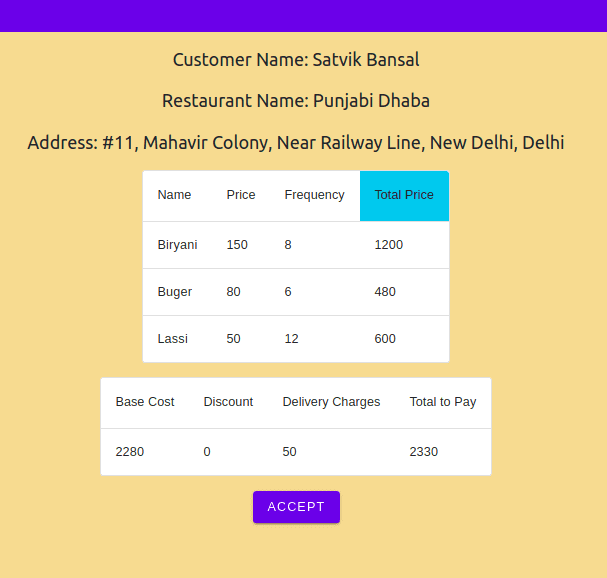 Customer Name: Satvik Bansal
Restaurant Name: Punjabi Dhaba
Address: #11, Mahavir Colony, Near Railway Line, New Delhi, Delhi
Name Price Frequency Total Price
Biryani 150 8 1200
Buger 80 6 480
Lassi 50 12 600
Base Cost Discount Delivery Charges Total to Pay
2280 0 50 2330
ACCEPT